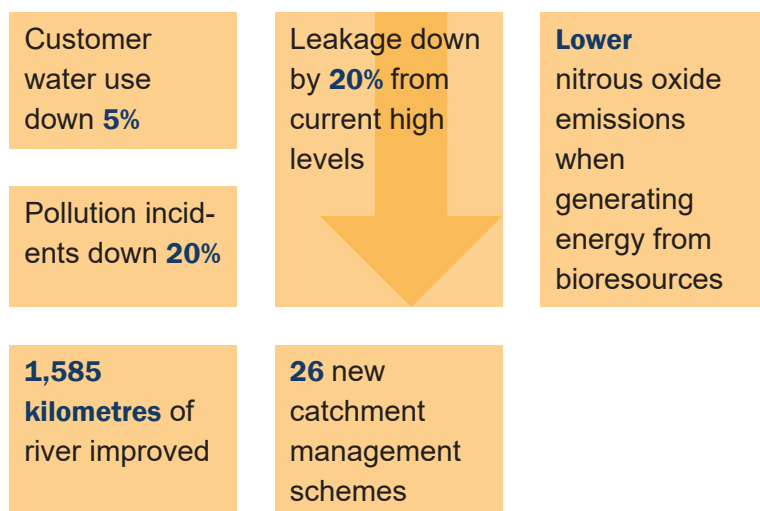 Customer
water use
down 5%
Leakage down
by 20% from
current high
levels
Lower
nitrous oxide
emissions
when
generating
energy from
bioresources
Pollution incid-
ents down 20%
1,585
kilometres of
river improved
26 new
catchment
management
schemes